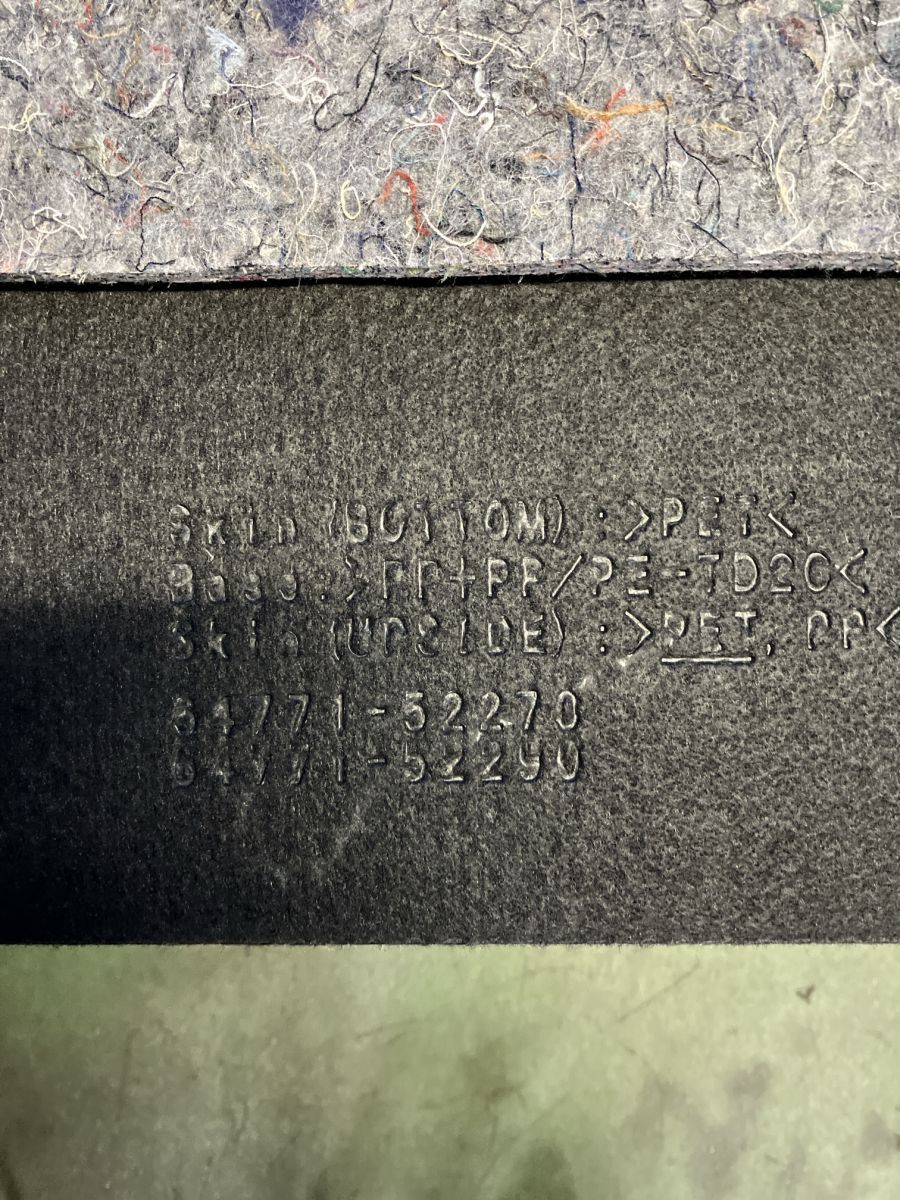 Skin (BOTTOM) :>PET<
Base:>PP+PP/PE-TD20<
Skin (UPSIDE) :>PET, PP<
64771-52270
64771-52290